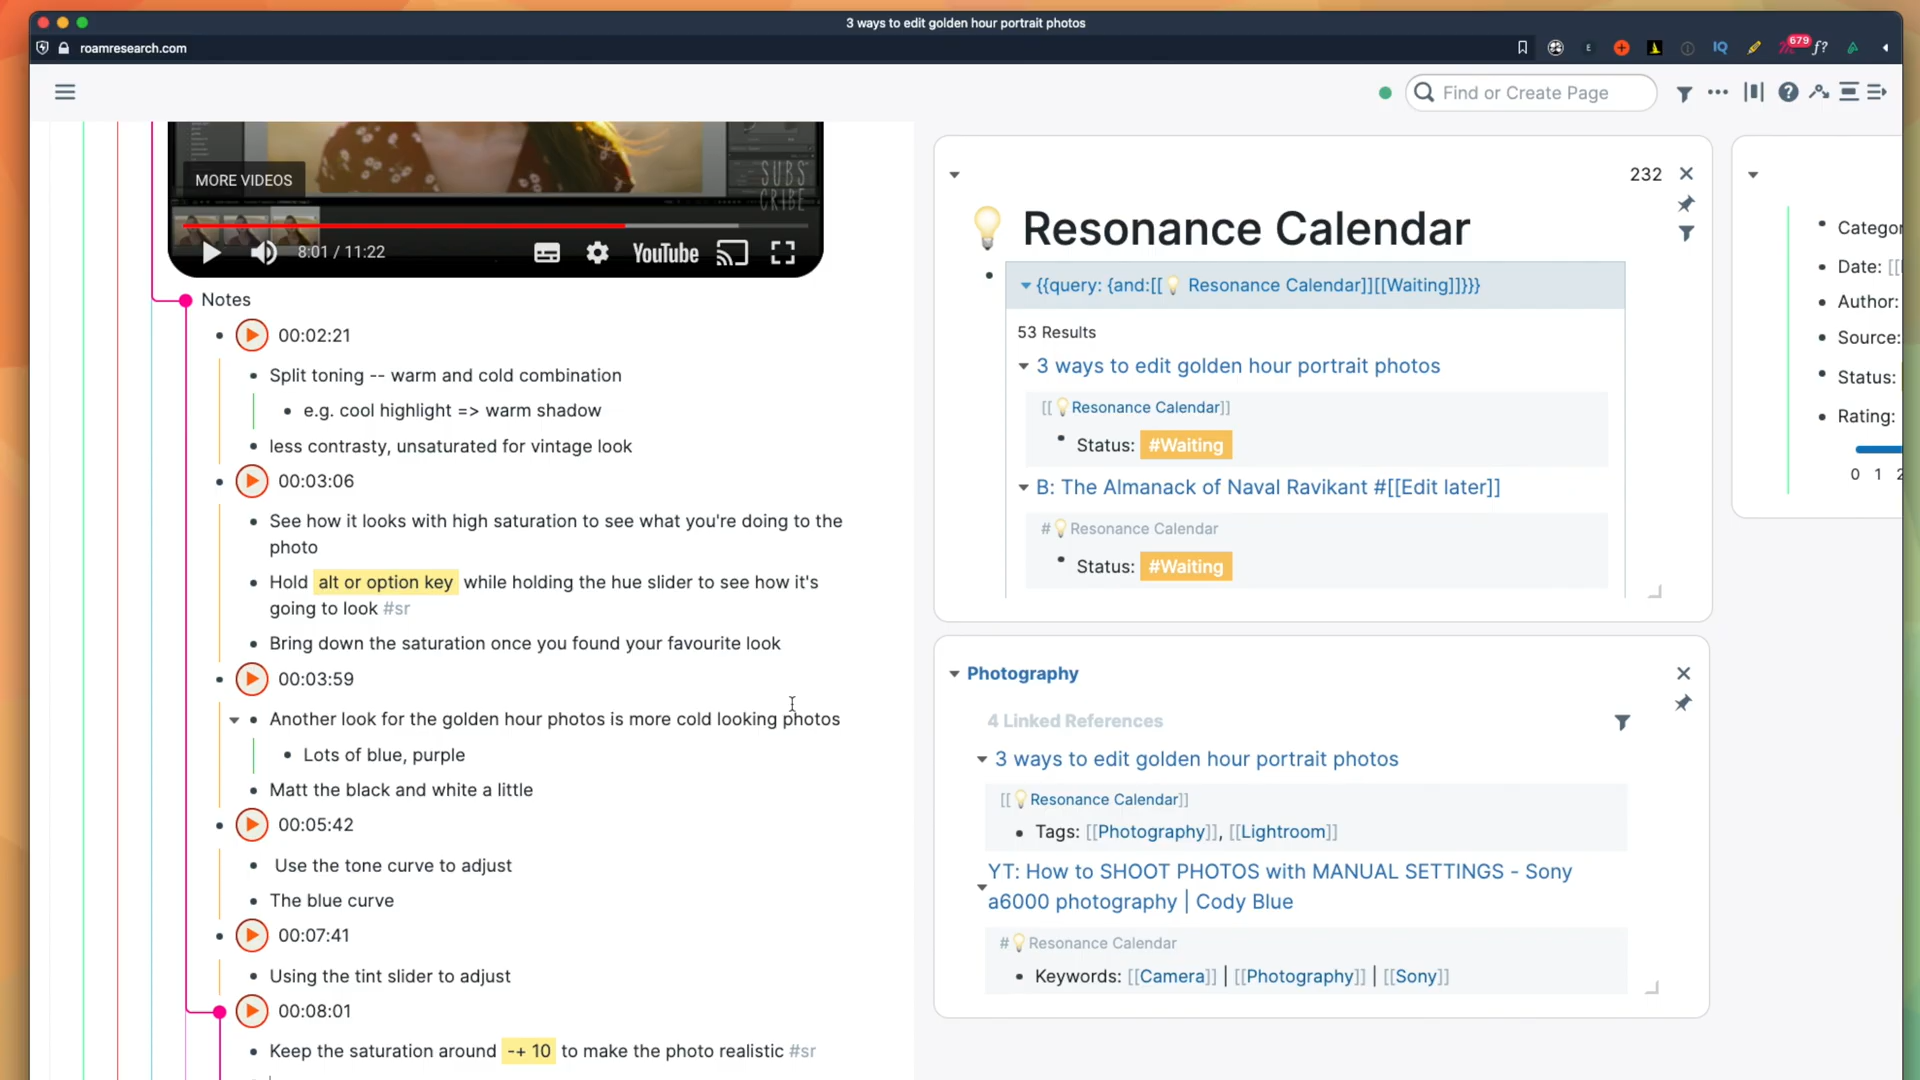 3 ways to edit golden hour portrait photos
roamresearch.com
E
IQ
679
f?
Find or Create Page
MORE VIDEOS
SUBS
CRIBE
8:01 / 11:22
YouTube
Notes
00:02:21
Split toning -- warm and cold combination
e.g. cool highlight => warm shadow
less contrasty, unsaturated for vintage look
00:03:06
See how it looks with high saturation to see what you're doing to the
photo
Hold alt or option key while holding the hue slider to see how it's
going to look #sr
Bring down the saturation once you found your favourite look
00:03:59
Another look for the golden hour photos is more cold looking photos
Lots of blue, purple
Matt the black and white a little
00:05:42
Use the tone curve to adjust
The blue curve
00:07:41
Using the tint slider to adjust
00:08:01
Keep the saturation around -+ 10 to make the photo realistic #sr
232
💡 Resonance Calendar
{{query: {and:[[💡 Resonance Calendar]][[Waiting]]}}}
53 Results
3 ways to edit golden hour portrait photos
[[💡Resonance Calendar]]
Status: #Waiting
B: The Almanack of Naval Ravikant #[[Edit later]]
#💡Resonance Calendar
Status: #Waiting
Photography
4 Linked References
3 ways to edit golden hour portrait photos
[[💡Resonance Calendar]]
Tags: [[Photography]], [[Lightroom]]
YT: How to SHOOT PHOTOS with MANUAL SETTINGS - Sony
a6000 photography | Cody Blue
#💡Resonance Calendar
Keywords: [[Camera]] | [[Photography]] | [[Sony]]
Categor
Date: [[
Author:
Source:
Status:
Rating:
0 1 2